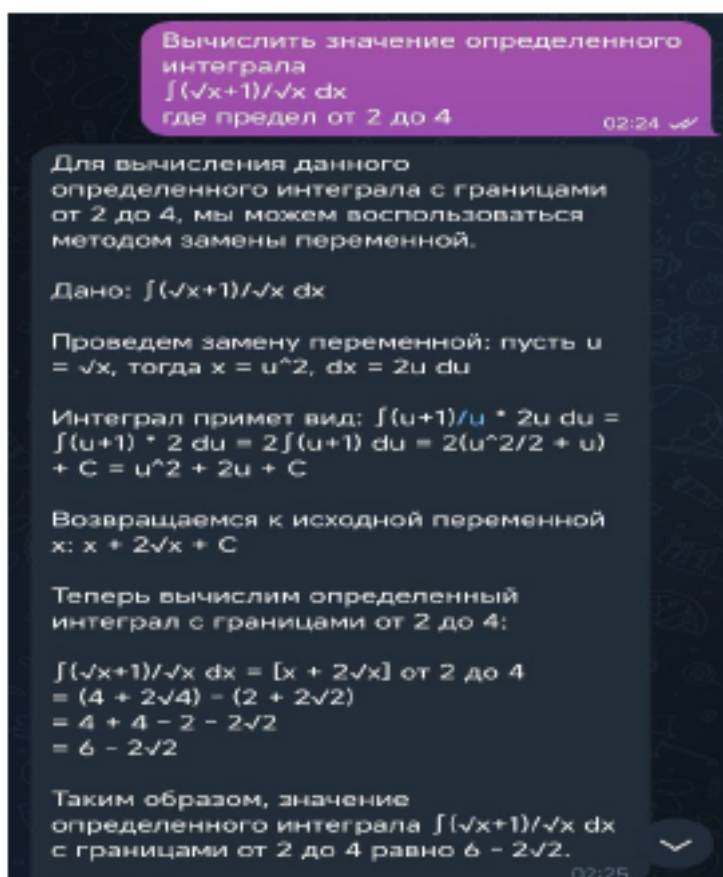 Вычислить значение определенного
интеграла
∫(√x+1)/√x dx
где предел от 2 до 4
02:24
Для вычисления данного
определенного интеграла с границами
от 2 до 4, мы можем воспользоваться
методом замены переменной.
Дано: ∫(√x+1)/√x dx
Проведем замену переменной: пусть u
= √x, тогда x = u^2, dx = 2u du
Интеграл примет вид: ∫(u+1)/u * 2u du =
∫(u+1) * 2 du = 2∫(u+1) du = 2(u^2/2 + u)
+ C = u^2 + 2u + C
Возвращаемся к исходной переменной
x: x + 2√x + C
Теперь вычислим определенный
интеграл с границами от 2 до 4:
∫(√x+1)/√x dx = [x + 2√x] от 2 до 4
= (4 + 2√4) - (2 + 2√2)
= 4 + 4 - 2 - 2√2
= 6 - 2√2
Таким образом, значение
определенного интеграла ∫(√x+1)/√x dx
с границами от 2 до 4 равно 6 - 2√2.
02:25